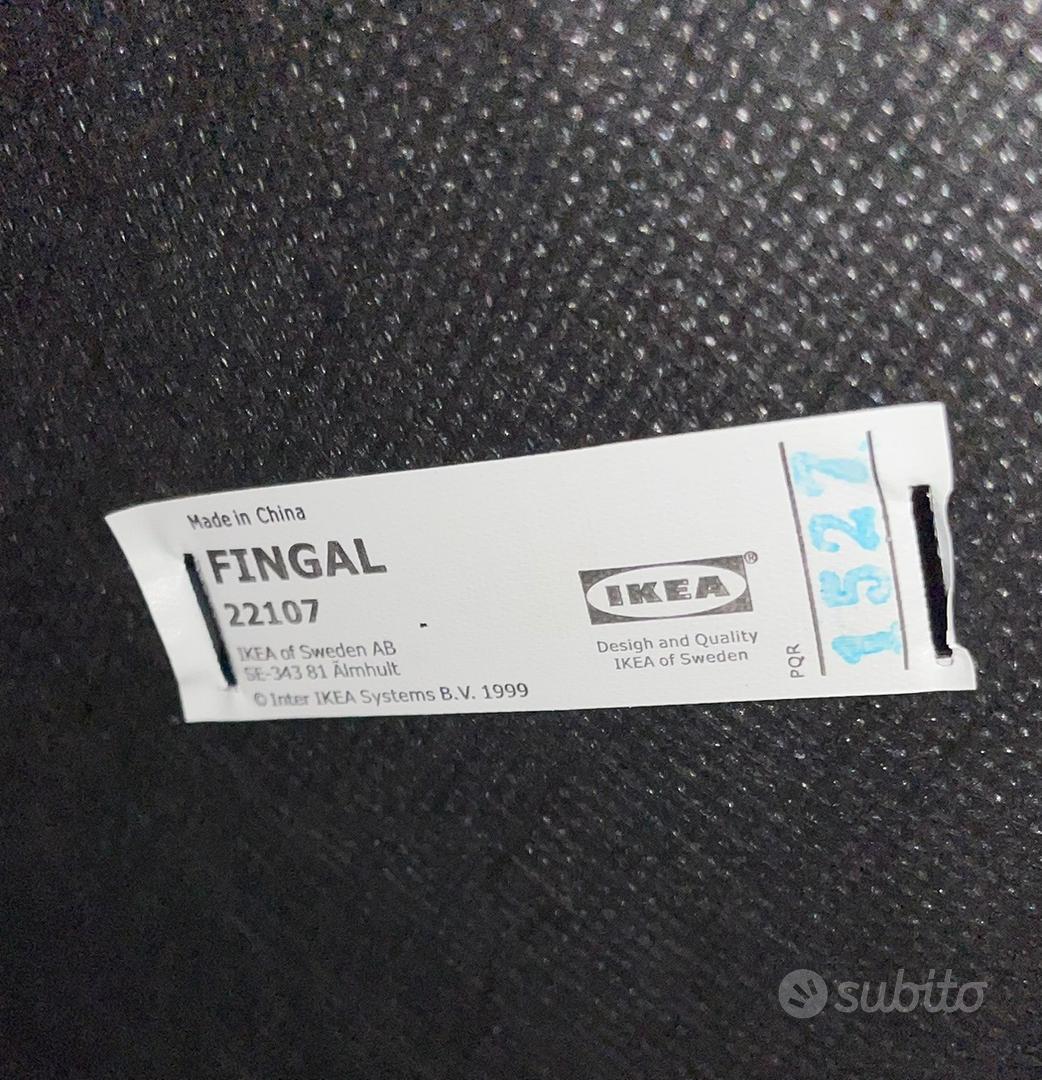 Made in China
FINGAL
22107
IKEA of Sweden AB
SE-343 81 Älmhult
© Inter IKEA Systems B.V. 1999
IKEA®
Design and Quality
IKEA of Sweden
PQR
1527
subito